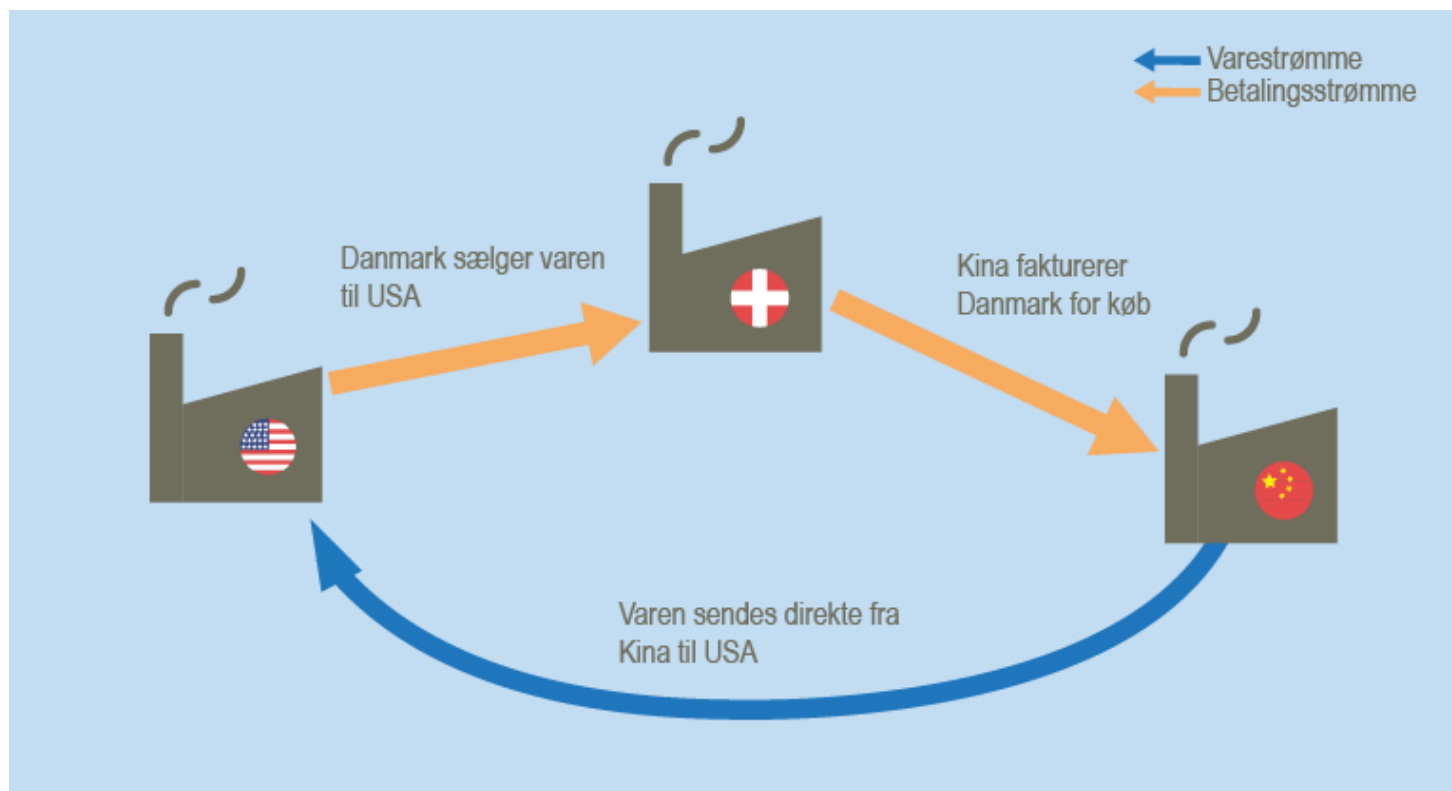 Varestrømme
Betalingsstrømme
Danmark sælger varen
til USA
Kina fakturerer
Danmark for køb
Varen sendes direkte fra
Kina til USA